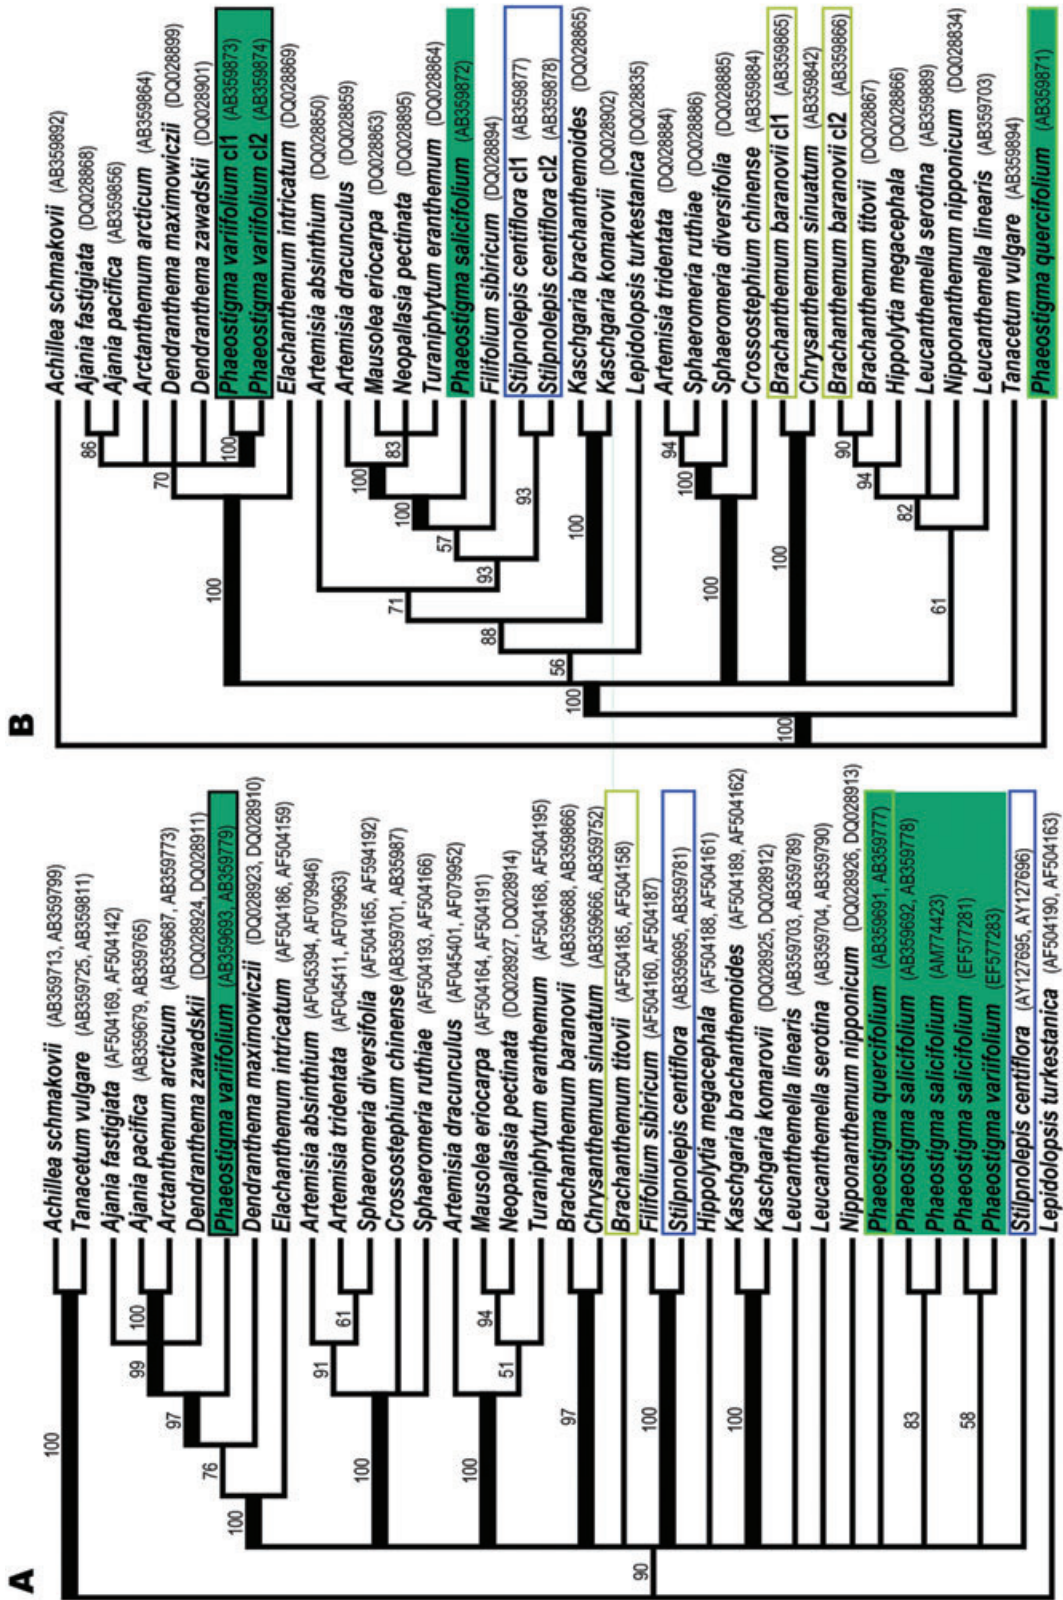 A
Achillea schmakovii (AB359713, AB359799)
Tanacetum vulgare (AB359725, AB359811)
Ajania fastigiata (AF504169, AF504142)
Ajania pacifica (AB359679, AB359765)
Arctanthemum arcticum (AB359687, AB359773)
Dendranthema zawadskii (DQ028924, DQ028911)
Phaeostigma variifolium (AB359693, AB359779)
Dendranthema maximowiczii (DQ028923, DQ028910)
Elachanthemum intricatum (AF504186, AF504159)
Artemisia absinthium (AF045394, AF079946)
Artemisia tridentata (AF045411, AF079963)
Sphaeromeria diversifolia (AF504165, AF594192)
Crossostephium chinense (AB359701, AB35987)
Sphaeromeria ruthiae (AF504193, AF504166)
Artemisia dracunculus (AF045401, AF079952)
Mausolea eriocarpa (AF504164, AF504191)
Neopallasia pectinata (DQ028927, DQ028914)
Turaniphytum eranthemum (AF504168, AF504195)
Brachanthemum baranovii (AB359688, AB359866)
Chrysanthemum sinuatum (AB359666, AB359752)
Brachanthemum titovii (AF504185, AF504158)
Filifolium sibiricum (AF504160, AF504187)
Stilpnolepis centiflora (AB359695, AB359781)
Hippolytia megacephala (AF504188, AF504161)
Kaschgaria brachanthemoides (AF504189, AF504162)
Kaschgaria komarovii (DQ028925, DQ028912)
Leucanthemella linearis (AB359703, AB359789)
Leucanthemella serotina (AB359704, AB359790)
Nipponanthemum nipponicum (DQ028926, DQ028913)
Phaeostigma quercifolium (AB359691, AB359777)
Phaeostigma salicifolium (AB359692, AB359778)
Phaeostigma salicifolium (AM774423)
Phaeostigma salicifolium (EF577281)
Phaeostigma variifolium (EF577283)
Stilpnolepis centiflora (AY127695, AY127696)
Lepidolopsis turkestanica (AF504190, AF504163)
100
99
100
97
76
100
91
61
100
94
51
100
97
100
100
83
58
90
B
Achillea schmakovii (AB359892)
Ajania fastigiata (DQ028868)
Ajania pacifica (AB359856)
Arctanthemum arcticum (AB359864)
Dendranthema maximowiczii (DQ028899)
Dendranthema zawadskii (DQ028901)
Phaeostigma variifolium cl1 (AB359873)
Phaeostigma variifolium cl2 (AB359874)
Elachanthemum intricatum (DQ028869)
Artemisia absinthium (DQ028850)
Artemisia dracunculus (DQ028859)
Mausolea eriocarpa (DQ028863)
Neopallasia pectinata (DQ028895)
Turaniphytum eranthemum (DQ028864)
Phaeostigma salicifolium (AB359872)
Filifolium sibiricum (DQ028894)
Stilpnolepis centiflora cl1 (AB359877)
Stilpnolepis centiflora cl2 (AB359878)
Kaschgaria brachanthemoides (DQ028865)
Kaschgaria komarovii (DQ028902)
Lepidolopsis turkestanica (DQ028835)
Artemisia tridentata (DQ028884)
Sphaeromeria ruthiae (DQ028886)
Sphaeromeria diversifolia (DQ028885)
Crossostephium chinense (AB359884)
Brachanthemum baranovii cl1 (AB359865)
Chrysanthemum sinuatum (AB359842)
Brachanthemum baranovii cl2 (AB359866)
Brachanthemum titovii (DQ028867)
Hippolytia megacephala (DQ028866)
Leucanthemella serotina (AB359889)
Nipponanthemum nipponicum (DQ028834)
Leucanthemella linearis (AB359703)
Tanacetum vulgare (AB359894)
Phaeostigma quercifolium (AB359871)
86
70
100
100
100
83
100
57
93
93
71
100
88
56
94
100
100
100
90
94
82
61
100
100